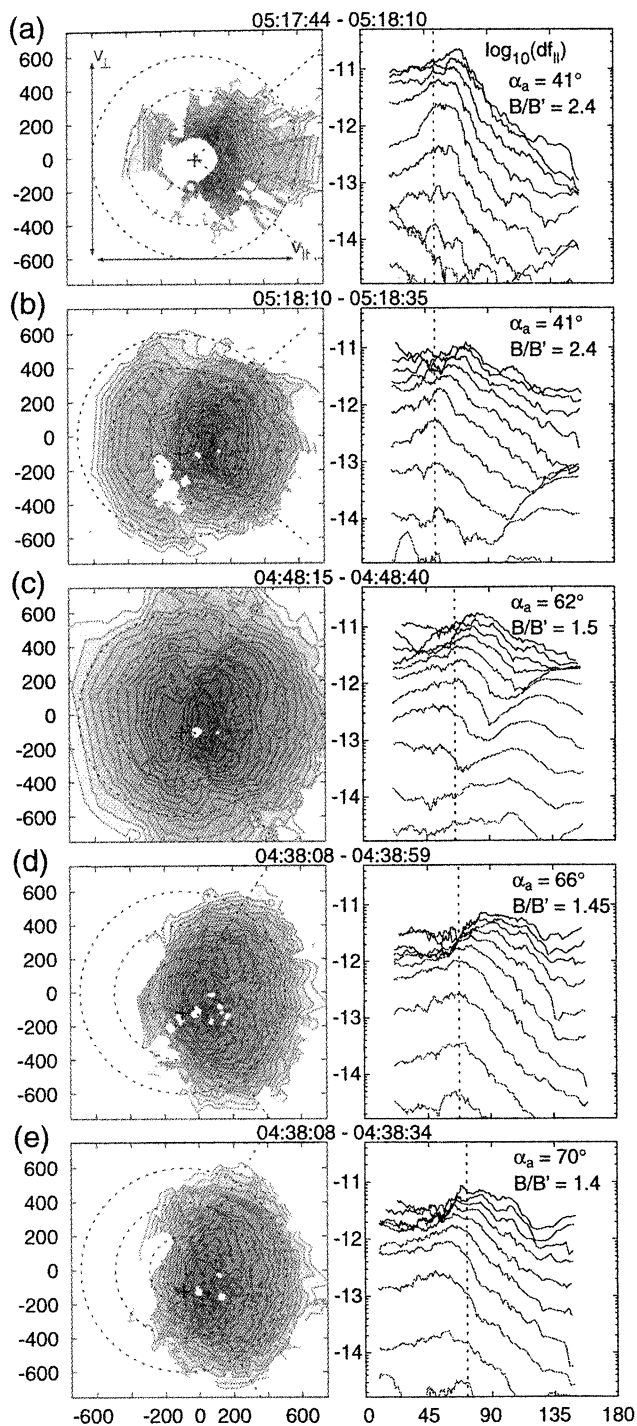 (a)
05:17:44 - 05:18:10
V⊥
600
400
200
0
-200
-400
-600
V||
-11
-12
-13
-14
log10(df||)
αa = 41°
B/B' = 2.4
(b)
05:18:10 - 05:18:35
600
400
200
0
-200
-400
-600
-11
-12
-13
-14
αa = 41°
B/B' = 2.4
(c)
04:48:15 - 04:48:40
600
400
200
0
-200
-400
-600
-11
-12
-13
-14
αa = 62°
B/B' = 1.5
(d)
04:38:08 - 04:38:59
600
400
200
0
-200
-400
-600
-11
-12
-13
-14
αa = 66°
B/B' = 1.45
(e)
04:38:08 - 04:38:34
600
400
200
0
-200
-400
-600
-11
-12
-13
-14
αa = 70°
B/B' = 1.4
-600 -200 0 200 600
0 45 90 135 180